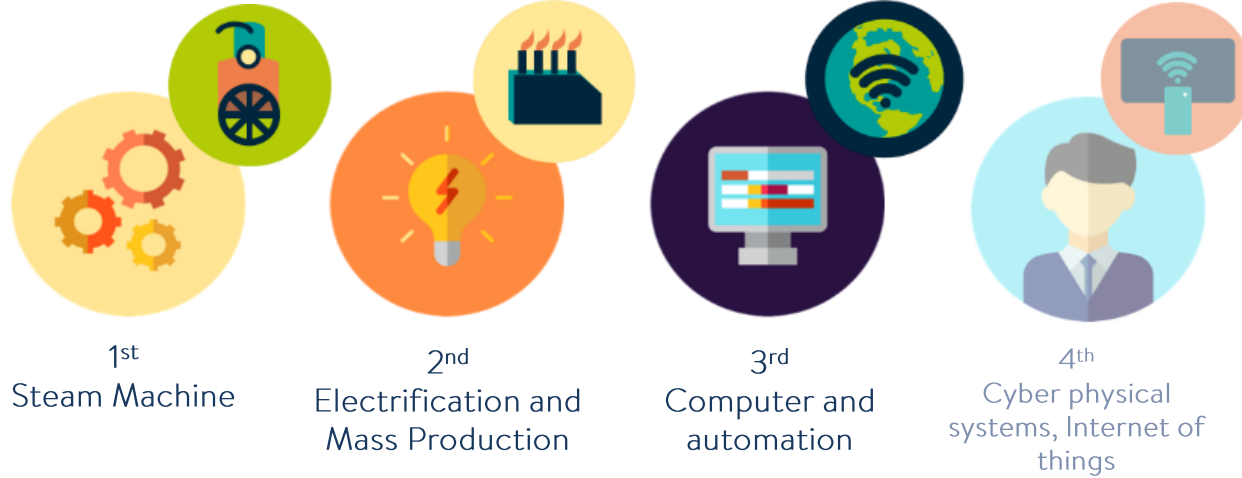 1st
Steam Machine
2nd
Electrification and
Mass Production
3rd
Computer and
automation
4th
Cyber physical
systems, Internet of
things